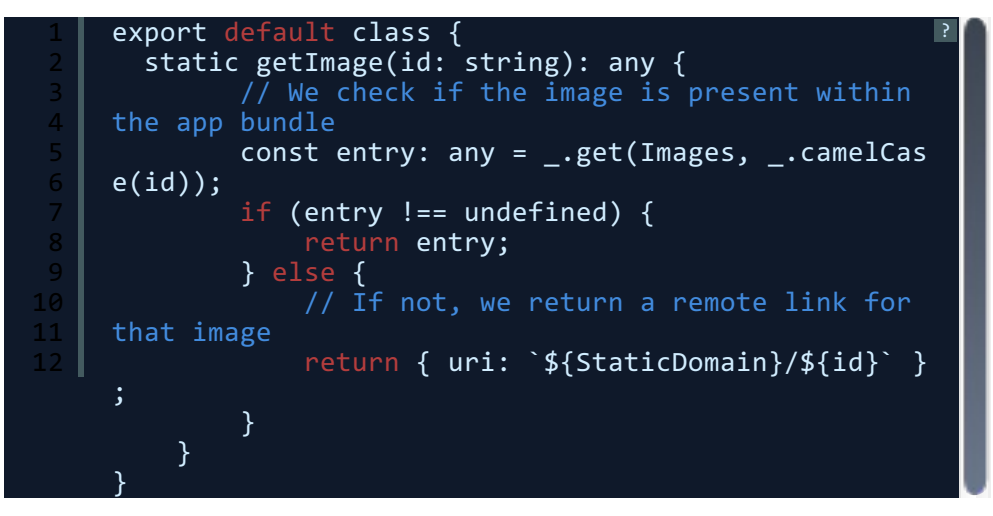 1 export default class {
?
2 static getImage(id: string): any {
3 // We check if the image is present within
4 the app bundle
5 const entry: any = _.get(Images, _.camelCas
6 e(id));
7 if (entry !== undefined) {
8 return entry;
9 } else {
10 // If not, we return a remote link for
11 that image
12 return { uri: `${StaticDomain}/${id}` }
;
}
}
}